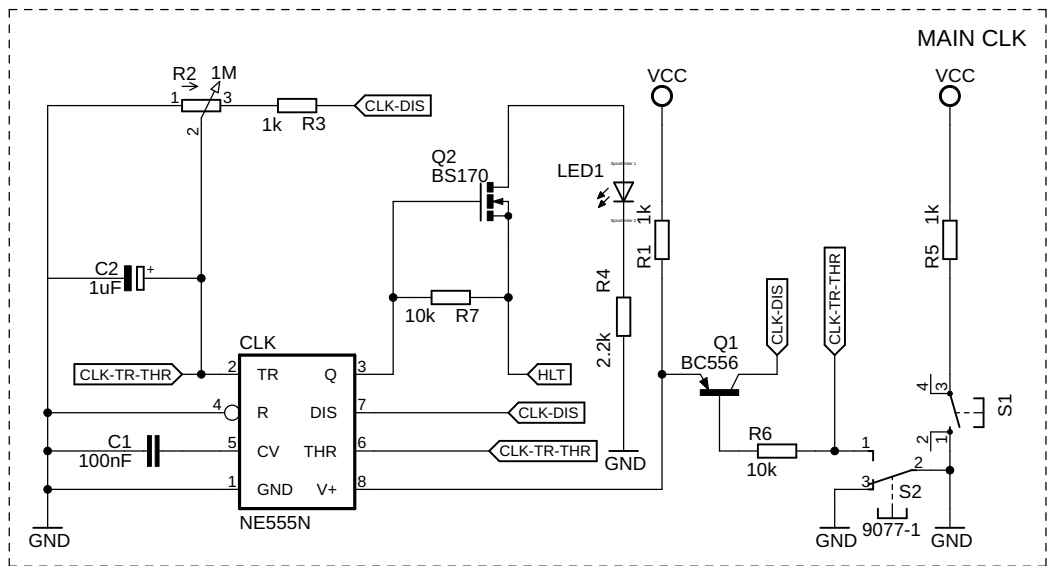 MAIN CLK
R2 1M
1 3
2
1k R3
CLK-DIS
VCC
VCC
Q2
BS170
LED1
R1 1k
R5 1k
C2 +
1uF
10k R7
R4
2.2k
CLK-DIS
CLK-TR-THR
CLK
Q1
BC556
CLK-TR-THR
2 TR Q 3
HLT
4 R DIS 7
CLK-DIS
C1
100nF
5 CV THR 6
CLK-TR-THR
1 GND V+ 8
NE555N
GND
GND
R6
10k
1
2
3
S2
9077-1
4 3
2 1
S1
GND
GND